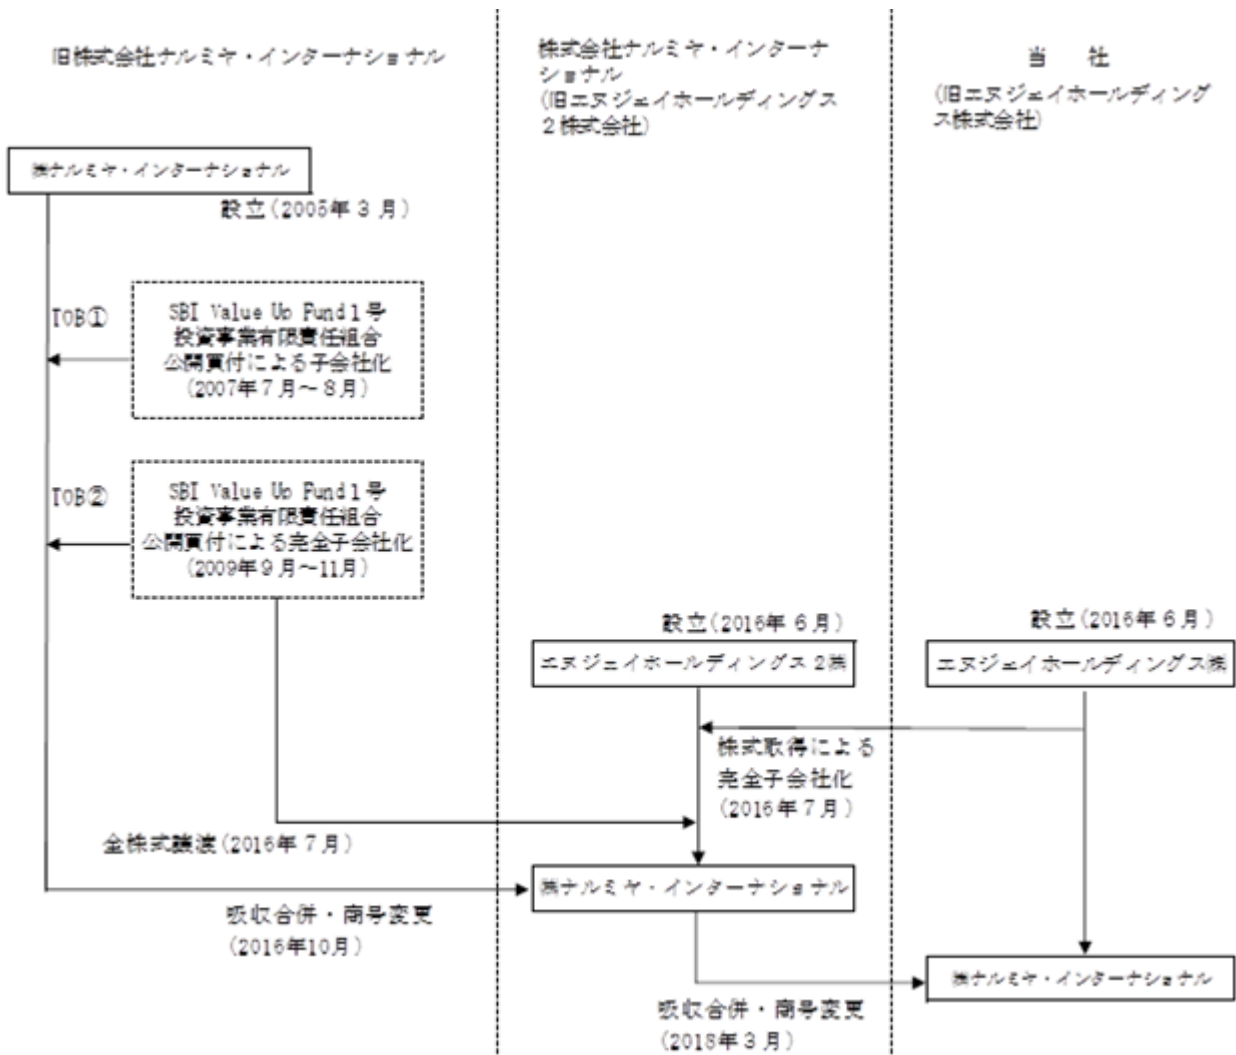 旧株式会社ナルミヤ・インターナショナル
株式会社ナルミヤ・インターナ
ショナル
(旧エヌジェイホールディングス
２株式会社)
当　社
(旧エヌジェイホールディング
ス株式会社)
㈱ナルミヤ・インターナショナル
設立(2005年３月)
TOB①
SBI Value Up Fund１号
投資事業有限責任組合
公開買付による子会社化
(2007年７月～８月)
TOB②
SBI Value Up Fund１号
投資事業有限責任組合
公開買付による完全子会社化
(2009年９月～11月)
設立(2016年６月)
エヌジェイホールディングス２㈱
設立(2016年６月)
エヌジェイホールディングス㈱
株式取得による
完全子会社化
(2016年７月)
全株式譲渡(2016年７月)
㈱ナルミヤ・インターナショナル
吸収合併・商号変更
(2016年10月)
㈱ナルミヤ・インターナショナル
吸収合併・商号変更
(2018年３月)